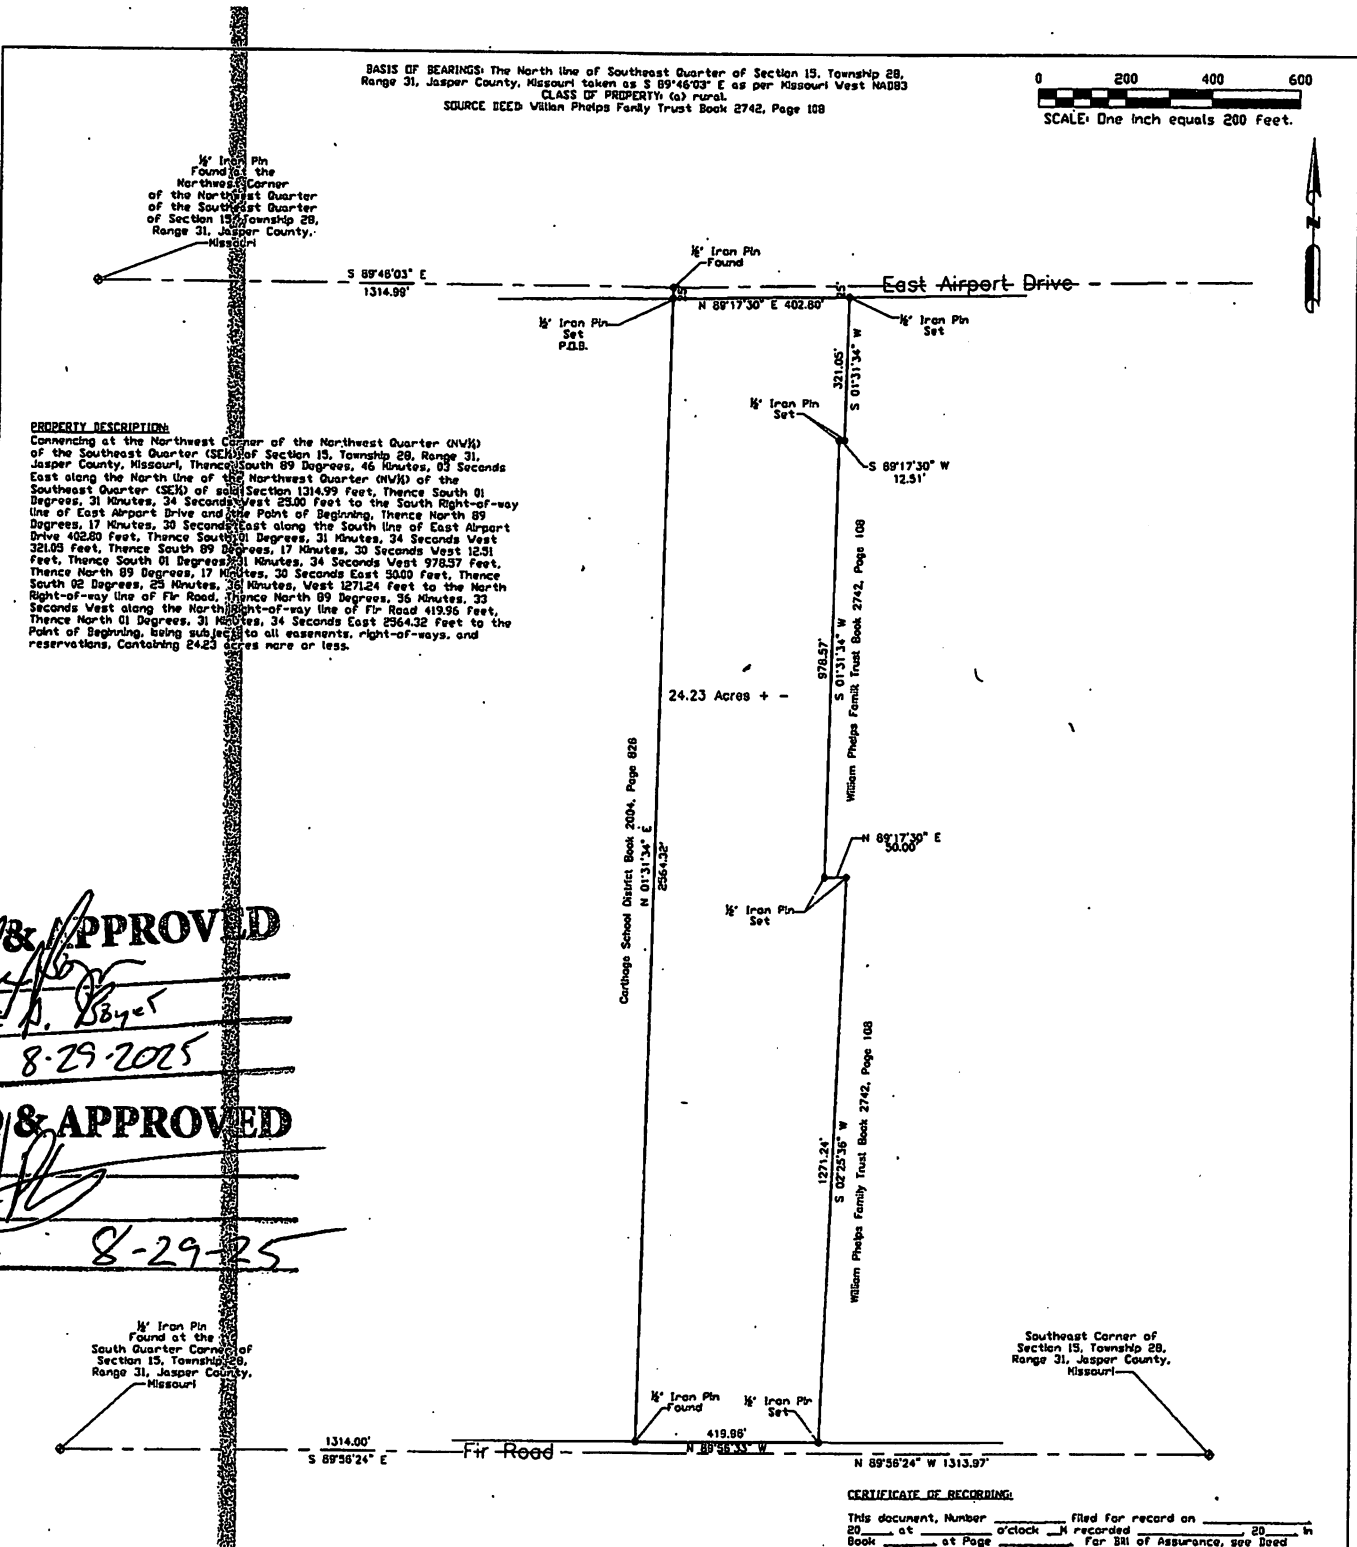 BASIS OF BEARINGS: The North line of Southeast Quarter of Section 15, Township 28,
Range 31, Jasper County, Missouri taken as S 89°46'03" E as per Missouri West NAD83
CLASS OF PROPERTY: (a) rural.
SOURCE DEED: Willian Phelps Family Trust Book 2742, Page 108
0 200 400 600
SCALE: One inch equals 200 feet.
N
½" Iron Pin
Found at the
Northwest Corner
of the Northwest Quarter
of the Southeast Quarter
of Section 15, Township 28,
Range 31, Jasper County,
Missouri
S 89°46'03" E
1314.99'
½" Iron Pin
Found
East Airport Drive
25'
N 89°17'30" E 402.80'
25'
½" Iron Pin
Set
P.O.B.
½" Iron Pin
Set
321.05'
S 01°31'34" W
½" Iron Pin
Set
S 89°17'30" W
12.51'
PROPERTY DESCRIPTION:
Commencing at the Northwest Corner of the Northwest Quarter (NW¼)
of the Southeast Quarter (SE¼) of Section 15, Township 28, Range 31,
Jasper County, Missouri, Thence South 89 Degrees, 46 Minutes, 03 Seconds
East along the North line of the Northwest Quarter (NW¼) of the
Southeast Quarter (SE¼) of said Section 1314.99 feet, Thence South 01
Degrees, 31 Minutes, 34 Seconds West 25.00 feet to the South Right-of-way
line of East Airport Drive and the Point of Beginning, Thence North 89
Degrees, 17 Minutes, 30 Seconds East along the South line of East Airport
Drive 402.80 feet, Thence South 01 Degrees, 31 Minutes, 34 Seconds West
321.05 feet, Thence South 89 Degrees, 17 Minutes, 30 Seconds West 12.51
feet, Thence South 01 Degrees, 31 Minutes, 34 Seconds West 978.57 feet,
Thence North 89 Degrees, 17 Minutes, 30 Seconds East 50.00 feet, Thence
South 02 Degrees, 25 Minutes, 36 Minutes, West 1271.24 feet to the North
Right-of-way line of Fir Road, Thence North 89 Degrees, 56 Minutes, 33
Seconds West along the North Right-of-way line of Fir Road 419.96 feet,
Thence North 01 Degrees, 31 Minutes, 34 Seconds East 2564.32 feet to the
Point of Beginning, being subject to all easements, right-of-ways, and
reservations, Containing 24.23 acres more or less.
978.57'
S 01°31'34" W
William Phelps Familt Trust Book 2742, Page 108
24.23 Acres + -
Carthage School District Book 2004, Page 826
N 01°31'34" E
2564.32'
N 89°17'30" E
50.00'
½" Iron Pin
Set
& APPROVED
A. Boyer
8-29-2025
& APPROVED
8-29-25
1271.24'
S 02°25'36" W
William Phelps Family Trust Book 2742, Page 108
½" Iron Pin
Found at the
South Quarter Corner of
Section 15, Township 28,
Range 31, Jasper County,
Missouri
Southeast Corner of
Section 15, Township 28,
Range 31, Jasper County,
Missouri
½" Iron Pin
Found
½" Iron Pin
Set
1314.00'
S 89°56'24" E
Fir Road
419.96'
N 89°56'33" W
N 89°56'24" W 1313.97'
CERTIFICATE OF RECORDING:
This document, Number ________ filed for record on ________
20____ at ________ o'clock __M recorded ________, 20____ in
Book ________ at Page ________. For Bill of Assurance, see Deed